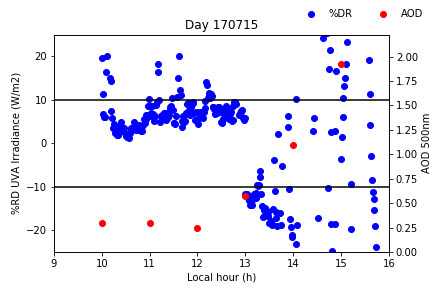 %DR AOD
Day 170715
%RD UVA Irradiance (W/m2)
20
10
0
−10
−20
2.00
1.75
1.50
1.25
1.00
0.75
0.50
0.25
0.00
AOD 500nm
9 10 11 12 13 14 15 16
Local hour (h)